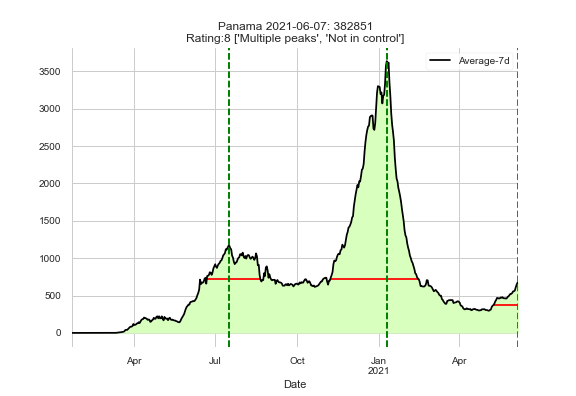 Panama 2021-06-07: 382851
Rating:8 ['Multiple peaks', 'Not in control']
Average-7d
3500
3000
2500
2000
1500
1000
500
0
Apr
Jul
Oct
Jan
2021
Apr
Date